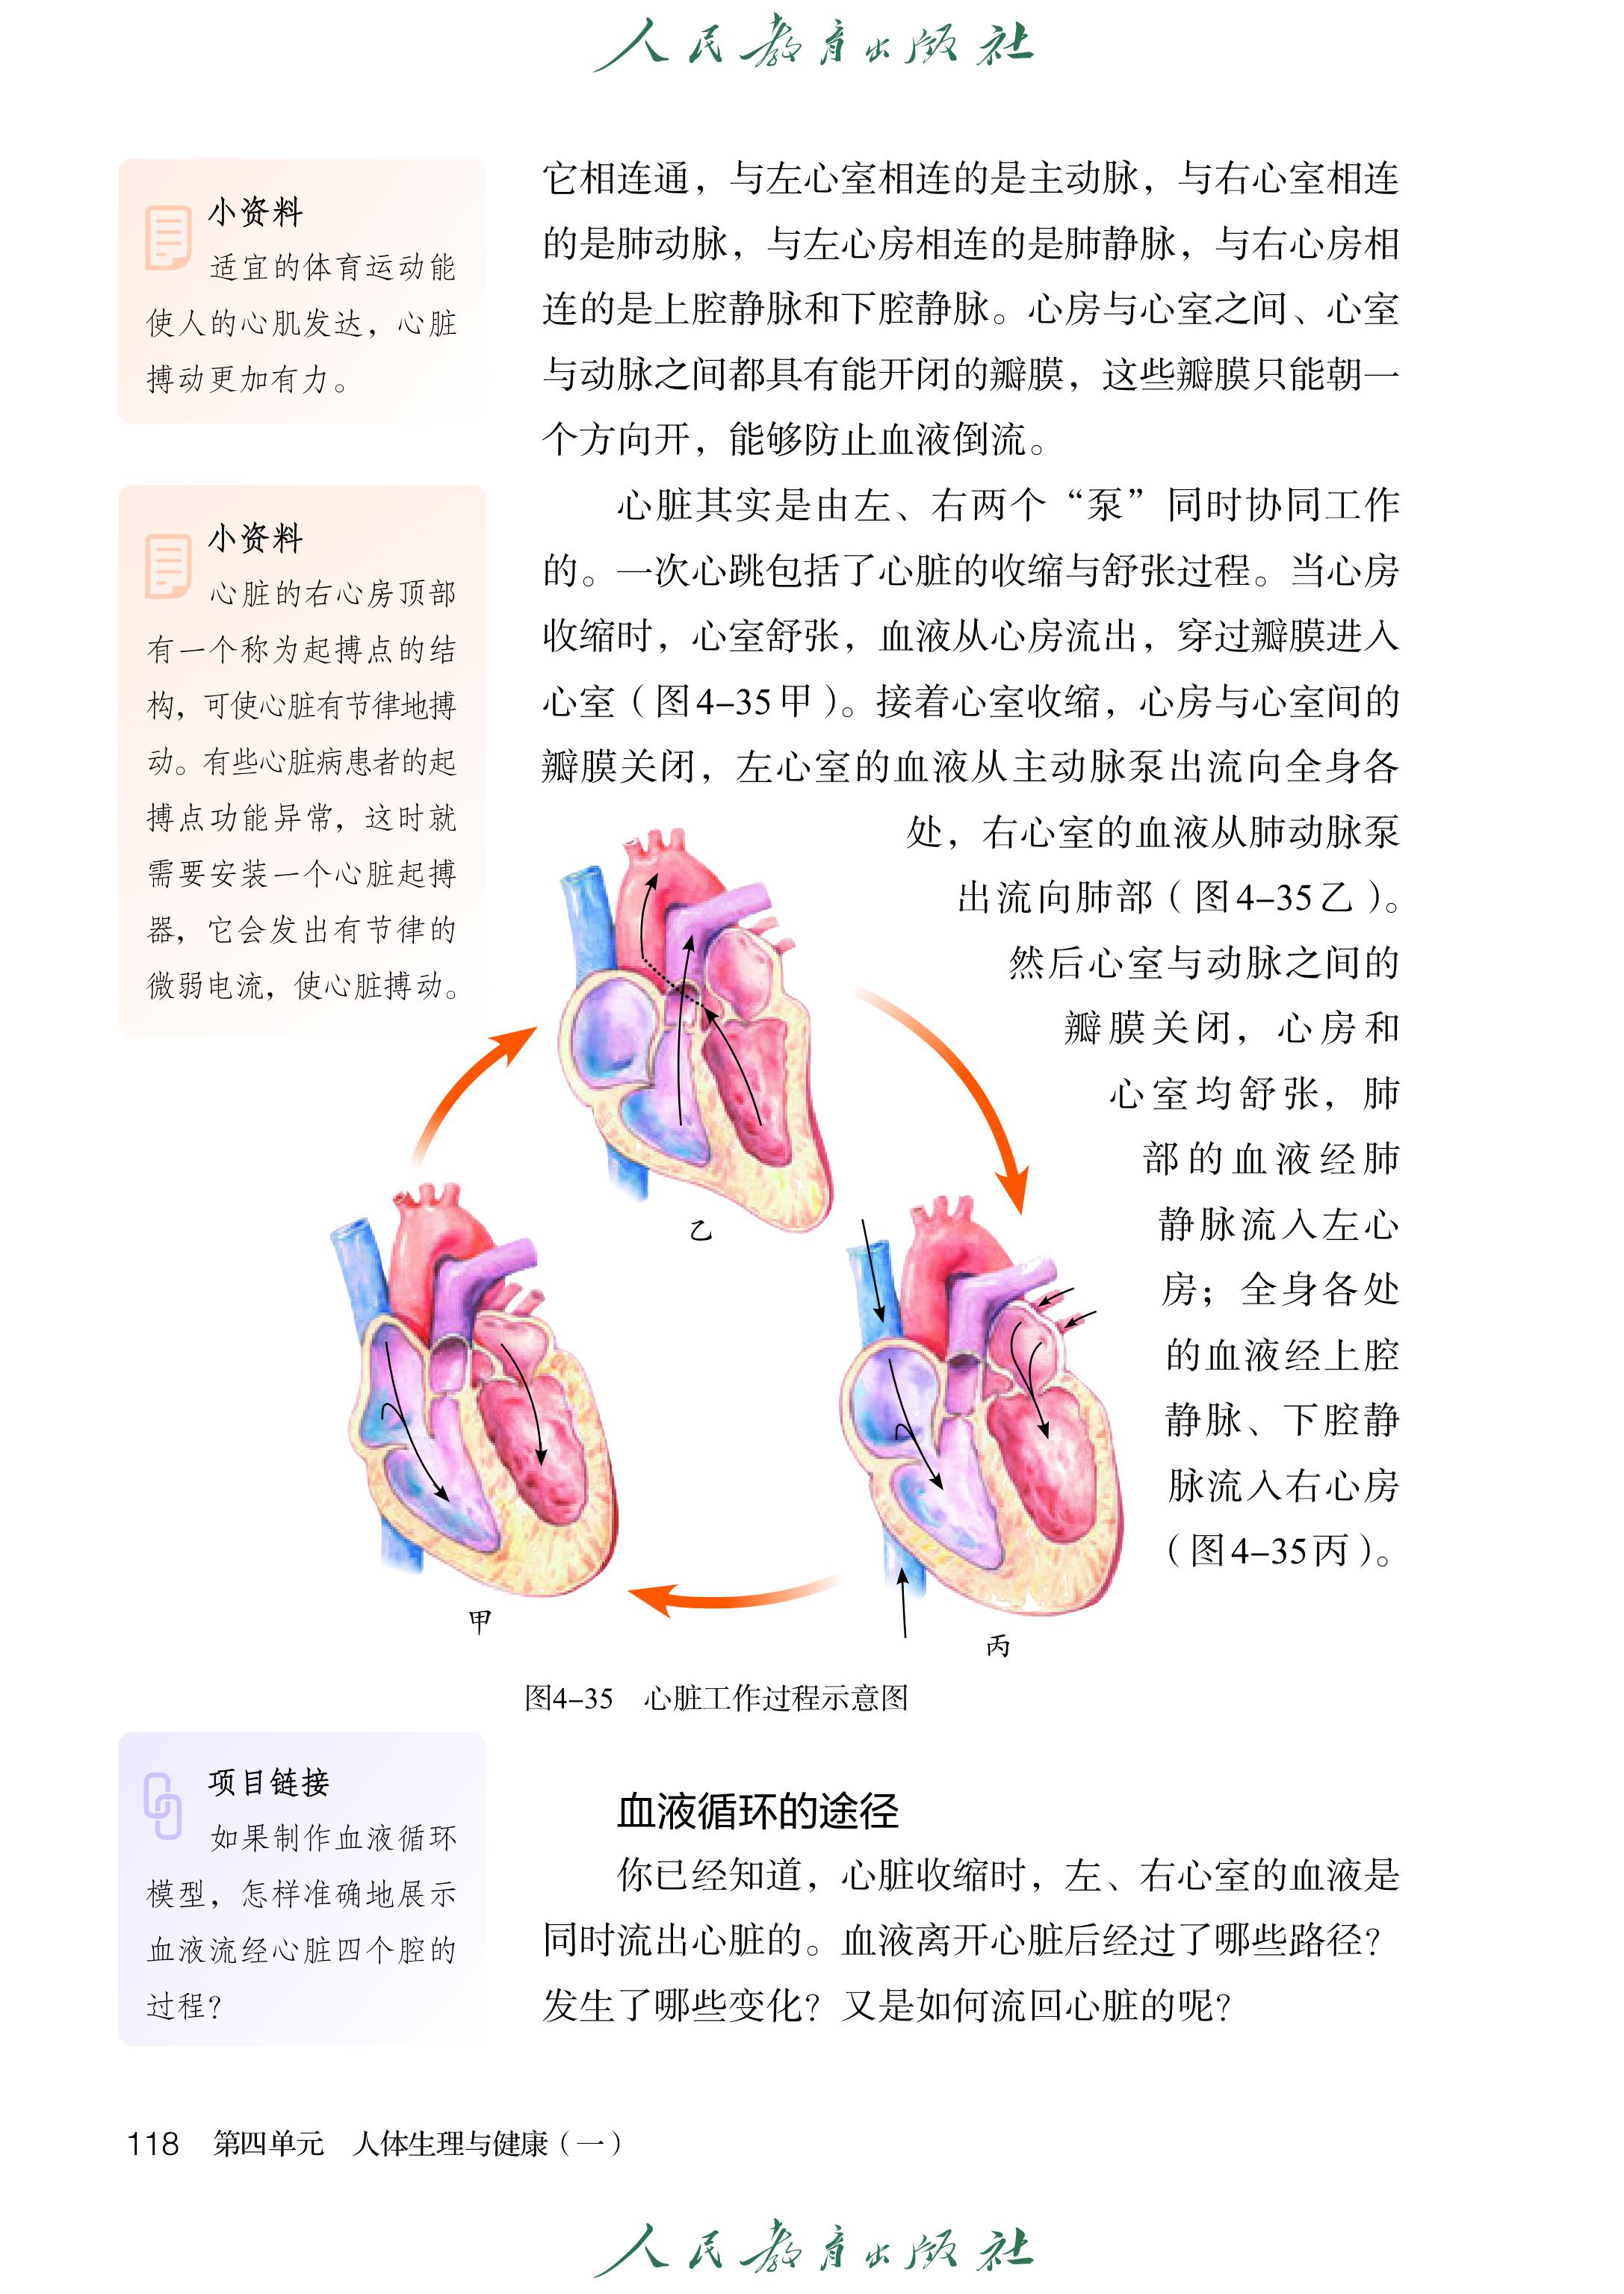 人民教育出版社
小资料
适宜的体育运动能
使人的心肌发达，心脏
搏动更加有力。
小资料
心脏的右心房顶部
有一个称为起搏点的结
构，可使心脏有节律地搏
动。有些心脏病患者的起
搏点功能异常，这时就
需要安装一个心脏起搏
器，它会发出有节律的
微弱电流，使心脏搏动。
它相连通，与左心室相连的是主动脉，与右心室相连
的是肺动脉，与左心房相连的是肺静脉，与右心房相
连的是上腔静脉和下腔静脉。心房与心室之间、心室
与动脉之间都具有能开闭的瓣膜，这些瓣膜只能朝一
个方向开，能够防止血液倒流。
心脏其实是由左、右两个“泵”同时协同工作
的。一次心跳包括了心脏的收缩与舒张过程。当心房
收缩时，心室舒张，血液从心房流出，穿过瓣膜进入
心室（图4-35甲）。接着心室收缩，心房与心室间的
瓣膜关闭，左心室的血液从主动脉泵出流向全身各
处，右心室的血液从肺动脉泵
出流向肺部（图4-35乙）。
然后心室与动脉之间的
瓣膜关闭，心房和
心室均舒张，肺
部的血液经肺
静脉流入左心
房；全身各处
的血液经上腔
静脉、下腔静
脉流入右心房
（图4-35丙）。
乙
甲
丙
图4-35 心脏工作过程示意图
项目链接
如果制作血液循环
模型，怎样准确地展示
血液流经心脏四个腔的
过程？
血液循环的途径
你已经知道，心脏收缩时，左、右心室的血液是
同时流出心脏的。血液离开心脏后经过了哪些路径？
发生了哪些变化？又是如何流回心脏的呢？
118 第四单元 人体生理与健康（一）
人民教育出版社